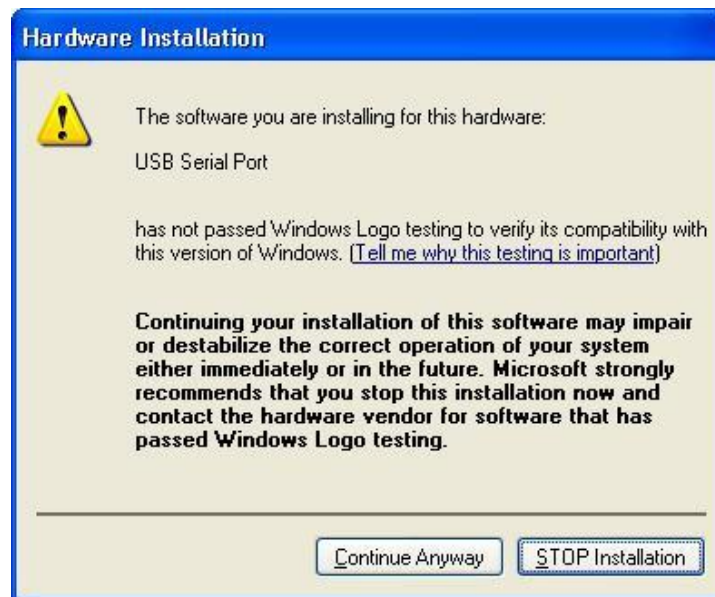 Hardware Installation
The software you are installing for this hardware:
USB Serial Port
has not passed Windows Logo testing to verify its compatibility with
this version of Windows. (Tell me why this testing is important)
Continuing your installation of this software may impair
or destabilize the correct operation of your system
either immediately or in the future. Microsoft strongly
recommends that you stop this installation now and
contact the hardware vendor for software that has
passed Windows Logo testing.
Continue Anyway STOP Installation